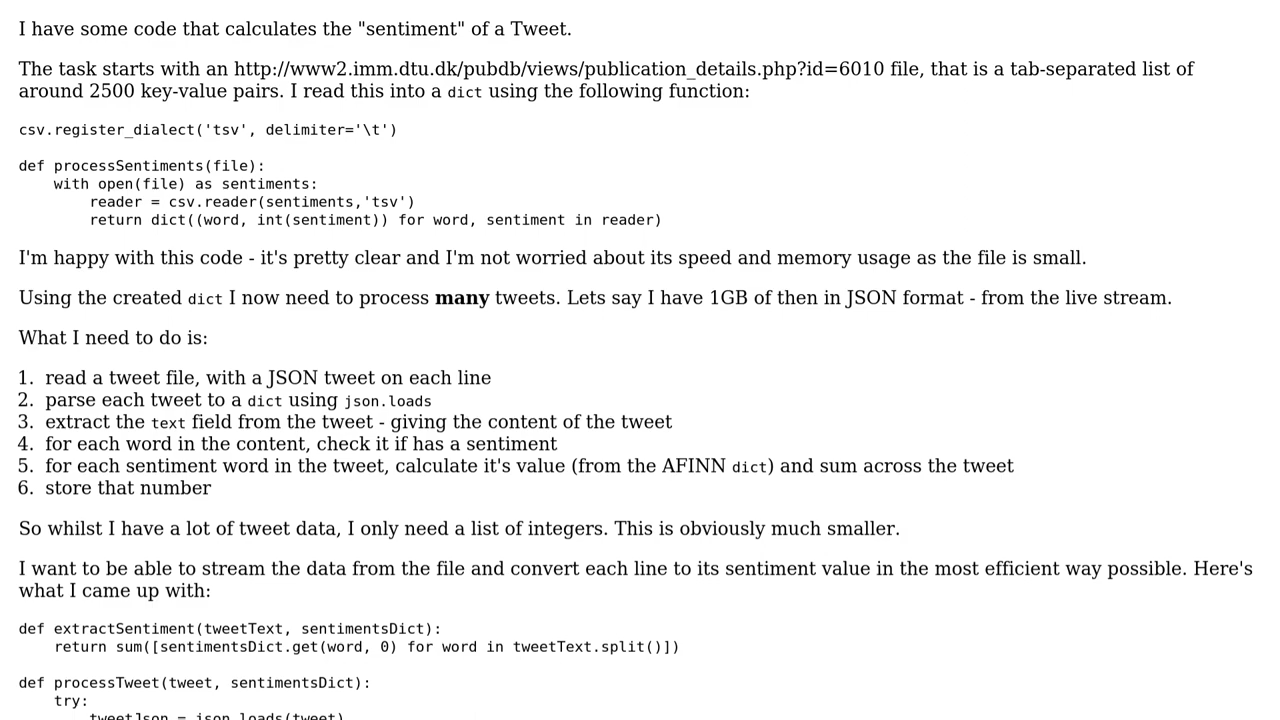 I have some code that calculates the "sentiment" of a Tweet.
The task starts with an http://www2.imm.dtu.dk/pubdb/views/publication_details.php?id=6010 file, that is a tab-separated list of
around 2500 key-value pairs. I read this into a dict using the following function:
csv.register_dialect('tsv', delimiter='\t')
def processSentiments(file):
    with open(file) as sentiments:
        reader = csv.reader(sentiments,'tsv')
        return dict((word, int(sentiment)) for word, sentiment in reader)
I'm happy with this code - it's pretty clear and I'm not worried about its speed and memory usage as the file is small.
Using the created dict I now need to process many tweets. Lets say I have 1GB of then in JSON format - from the live stream.
What I need to do is:
1. read a tweet file, with a JSON tweet on each line
2. parse each tweet to a dict using json.loads
3. extract the text field from the tweet - giving the content of the tweet
4. for each word in the content, check it if has a sentiment
5. for each sentiment word in the tweet, calculate it's value (from the AFINN dict) and sum across the tweet
6. store that number
So whilst I have a lot of tweet data, I only need a list of integers. This is obviously much smaller.
I want to be able to stream the data from the file and convert each line to its sentiment value in the most efficient way possible. Here's
what I came up with:
def extractSentiment(tweetText, sentimentsDict):
    return sum([sentimentsDict.get(word, 0) for word in tweetText.split()])
def processTweet(tweet, sentimentsDict):
    try:
        tweetJson = json.loads(tweet)